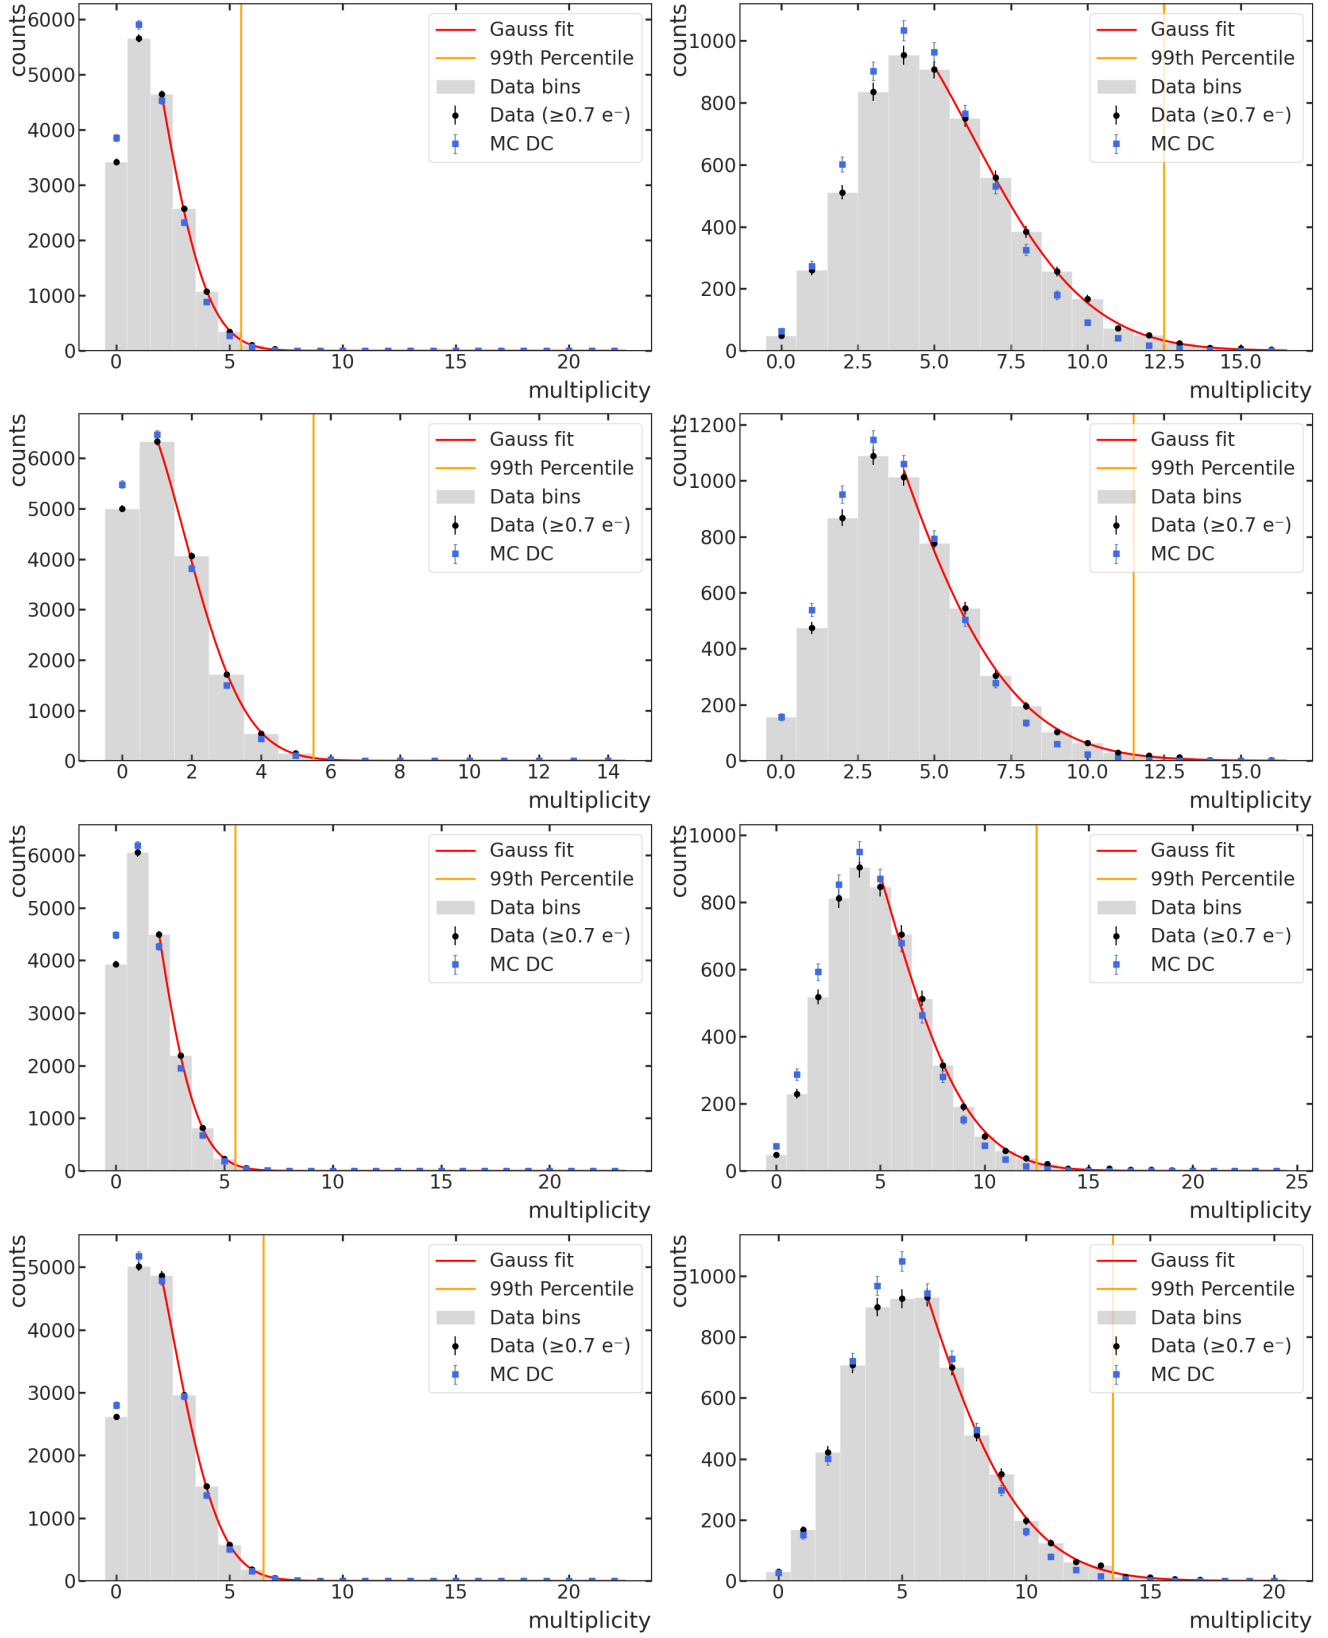 counts
6000
5000
4000
3000
2000
1000
0
0 5 10 15 20
multiplicity
Gauss fit
99th Percentile
Data bins
Data (≥0.7 e⁻)
MC DC
counts
1000
800
600
400
200
0
0.0 2.5 5.0 7.5 10.0 12.5 15.0
multiplicity
Gauss fit
99th Percentile
Data bins
Data (≥0.7 e⁻)
MC DC
counts
6000
5000
4000
3000
2000
1000
0
0 2 4 6 8 10 12 14
multiplicity
Gauss fit
99th Percentile
Data bins
Data (≥0.7 e⁻)
MC DC
counts
1200
1000
800
600
400
200
0
0.0 2.5 5.0 7.5 10.0 12.5 15.0
multiplicity
Gauss fit
99th Percentile
Data bins
Data (≥0.7 e⁻)
MC DC
counts
6000
5000
4000
3000
2000
1000
0
0 5 10 15 20
multiplicity
Gauss fit
99th Percentile
Data bins
Data (≥0.7 e⁻)
MC DC
counts
1000
800
600
400
200
0
0 5 10 15 20 25
multiplicity
Gauss fit
99th Percentile
Data bins
Data (≥0.7 e⁻)
MC DC
counts
5000
4000
3000
2000
1000
0
0 5 10 15 20
multiplicity
Gauss fit
99th Percentile
Data bins
Data (≥0.7 e⁻)
MC DC
counts
1000
800
600
400
200
0
0 5 10 15 20
multiplicity
Gauss fit
99th Percentile
Data bins
Data (≥0.7 e⁻)
MC DC